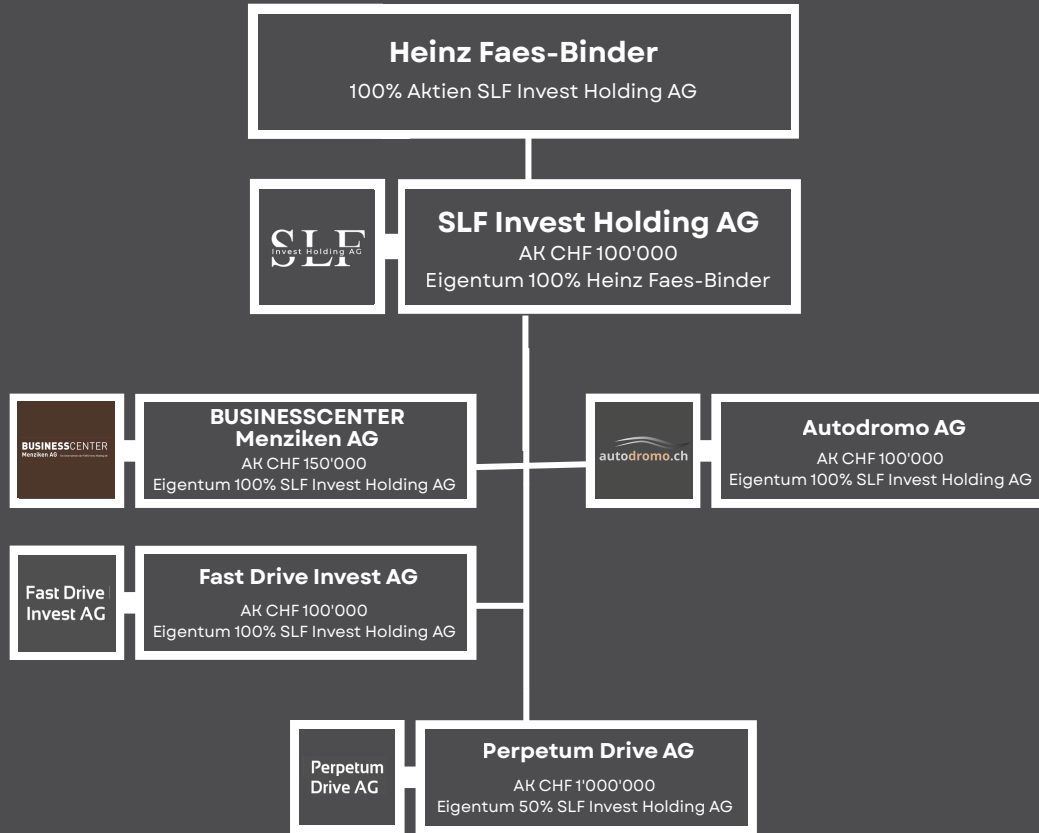 Heinz Faes-Binder
100% Aktien SLF Invest Holding AG
SLF
Invest Holding AG
SLF Invest Holding AG
AK CHF 100'000
Eigentum 100% Heinz Faes-Binder
BUSINESSCENTER
Menziken AG
BUSINESSCENTER
Menziken AG
AK CHF 150'000
Eigentum 100% SLF Invest Holding AG
autodromo.ch
Autodromo AG
AK CHF 100'000
Eigentum 100% SLF Invest Holding AG
Fast Drive
Invest AG
Fast Drive Invest AG
AK CHF 100'000
Eigentum 100% SLF Invest Holding AG
Perpetum
Drive AG
Perpetum Drive AG
AK CHF 1'000'000
Eigentum 50% SLF Invest Holding AG